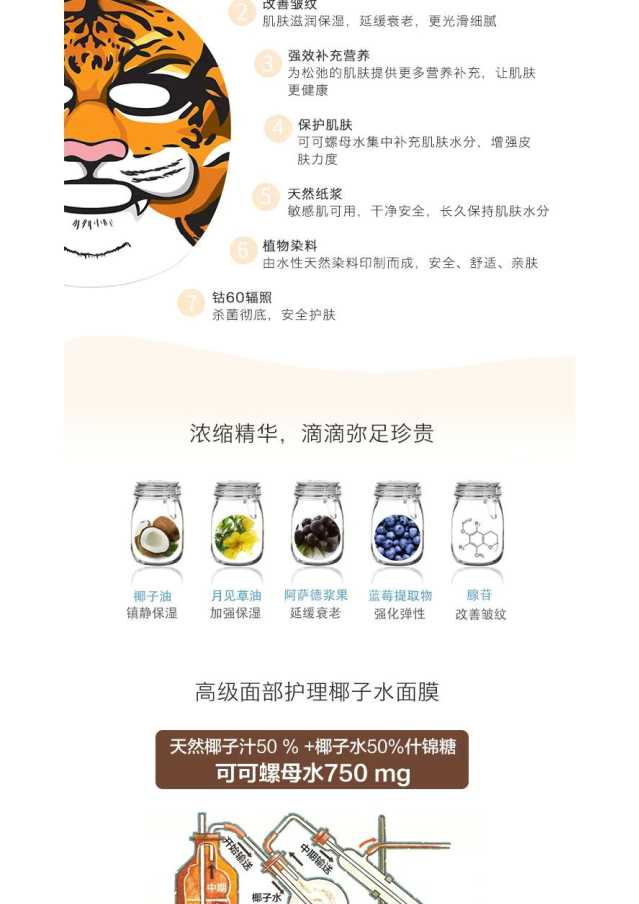 2 改善皱纹
肌肤滋润保湿，延缓衰老，更光滑细腻
3 强效补充营养
为松弛的肌肤提供更多营养补充，让肌肤
更健康
4 保护肌肤
可可螺母水集中补充肌肤水分，增强皮
肤力度
5 天然纸浆
敏感肌可用，干净安全，长久保持肌肤水分
6 植物染料
由水性天然染料印制而成，安全、舒适、亲肤
7 钴60辐照
杀菌彻底，安全护肤
浓缩精华，滴滴弥足珍贵
椰子油 月见草油 阿萨德浆果 蓝莓提取物 腺苷
镇静保湿 加强保湿 延缓衰老 强化弹性 改善皱纹
高级面部护理椰子水面膜
天然椰子汁50 % +椰子水50%什锦糖
可可螺母水750 mg
开始输送
中期输送
中期
椰子水